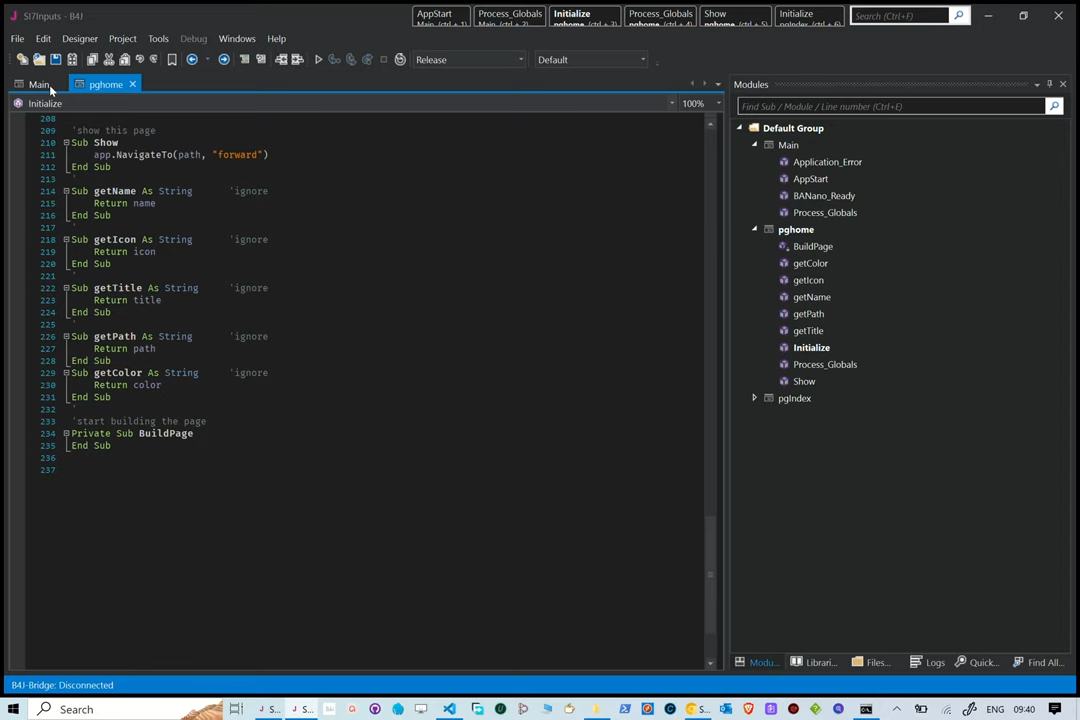 SI7Inputs - B4J
AppStart
Main (ctrl + 1)
Process_Globals
Main (ctrl + 2)
Initialize
pghome (ctrl + 3)
Process_Globals
pghome (ctrl + 4)
Show
pghome (ctrl + 5)
Initialize
pgIndex (ctrl + 6)
Search (Ctrl+F)
File Edit Designer Project Tools Debug Windows Help
Release
Default
Main
pghome
Initialize
100%
208
209 'show this page
210 Sub Show
211 app.NavigateTo(path, "forward")
212 End Sub
213 '
214 Sub getName As String 'ignore
215 Return name
216 End Sub
217 '
218 Sub getIcon As String 'ignore
219 Return icon
220 End Sub
221 '
222 Sub getTitle As String 'ignore
223 Return title
224 End Sub
225 '
226 Sub getPath As String 'ignore
227 Return path
228 End Sub
229 Sub getColor As String 'ignore
230 Return color
231 End Sub
232 '
233 'start building the page
234 Private Sub BuildPage
235 End Sub
236
237
Modules
Find Sub / Module / Line number (Ctrl+E)
Default Group
Main
Application_Error
AppStart
BANano_Ready
Process_Globals
pghome
BuildPage
getColor
getIcon
getName
getPath
getTitle
Initialize
Process_Globals
Show
pgIndex
Modu... Librari... Files... Logs Quick... Find All...
B4J-Bridge: Disconnected
Search
S...
S...
S...
ENG
09:40